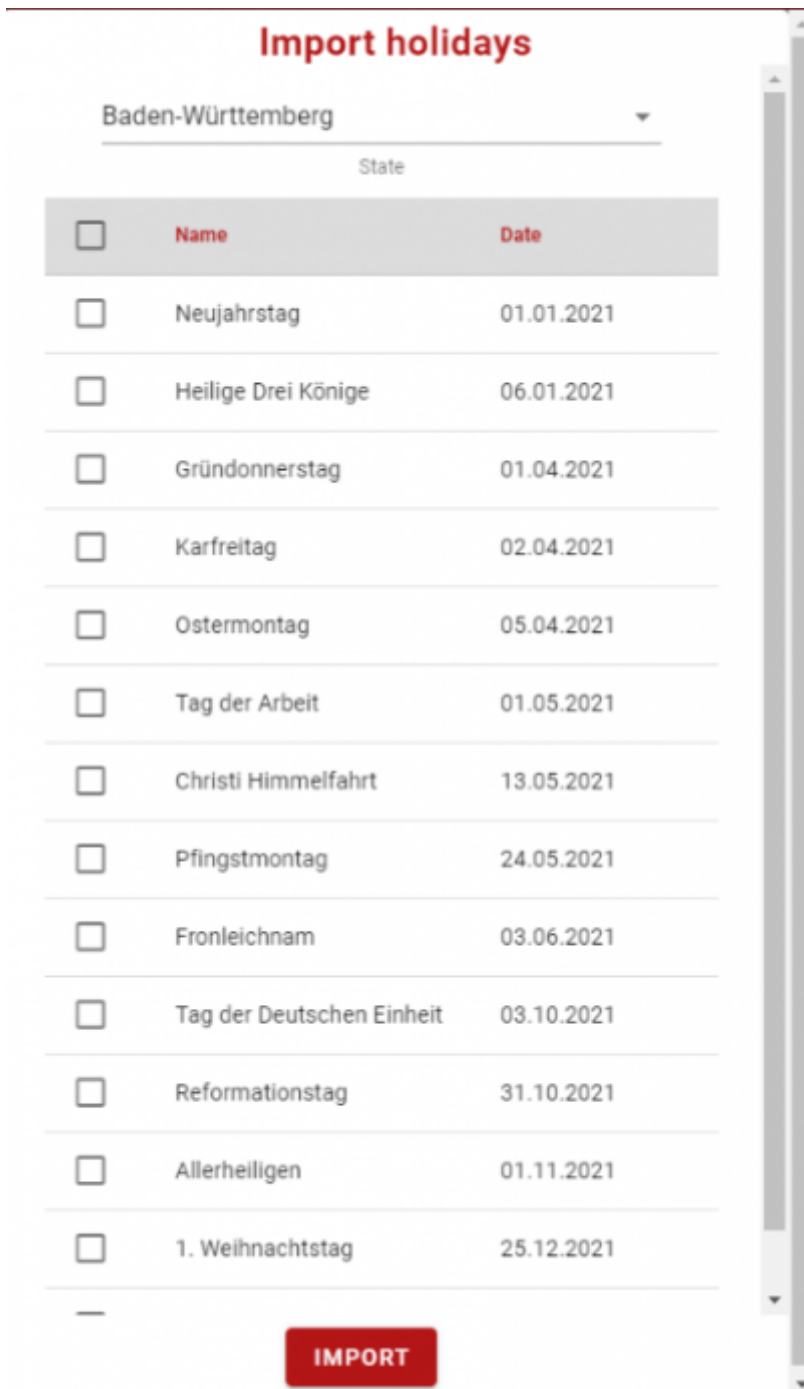 Import holidays
Baden-Württemberg
State
Name Date
Neujahrstag 01.01.2021
Heilige Drei Könige 06.01.2021
Gründonnerstag 01.04.2021
Karfreitag 02.04.2021
Ostermontag 05.04.2021
Tag der Arbeit 01.05.2021
Christi Himmelfahrt 13.05.2021
Pfingstmontag 24.05.2021
Fronleichnam 03.06.2021
Tag der Deutschen Einheit 03.10.2021
Reformationstag 31.10.2021
Allerheiligen 01.11.2021
1. Weihnachtstag 25.12.2021
IMPORT